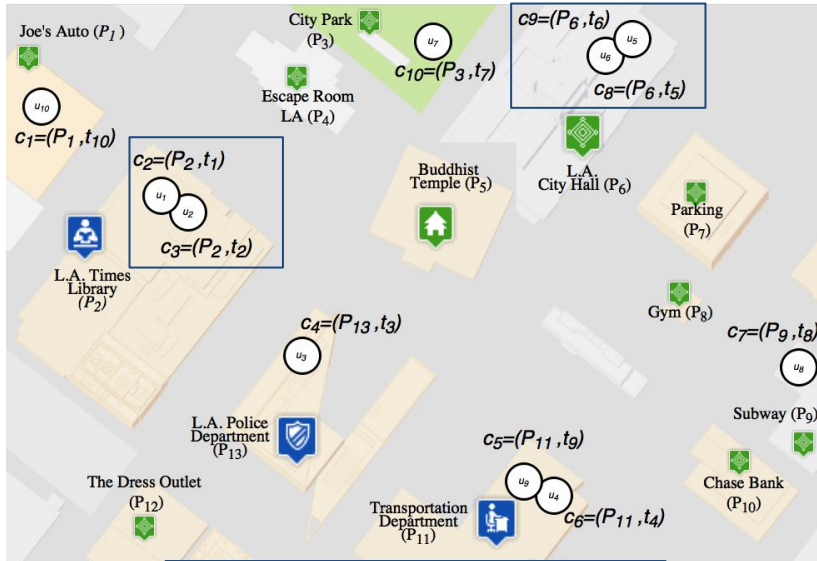 City Park
(P3)
c9=(P6,t6)
u5
u6
c8=(P6,t5)
u7
c10=(P3,t7)
Joe's Auto (P1)
u10
c1=(P1,t10)
Escape Room
LA (P4)
c2=(P2,t1)
u1
u2
c3=(P2,t2)
Buddhist
Temple (P5)
L.A.
City Hall (P6)
Parking
(P7)
L.A. Times
Library
(P2)
Gym (P8)
c4=(P13,t3)
u3
c7=(P9,t8)
u8
L.A. Police
Department
(P13)
Subway (P9)
c5=(P11,t9)
u9
u4
c6=(P11,t4)
Chase Bank
(P10)
The Dress Outlet
(P12)
Transportation
Department
(P11)